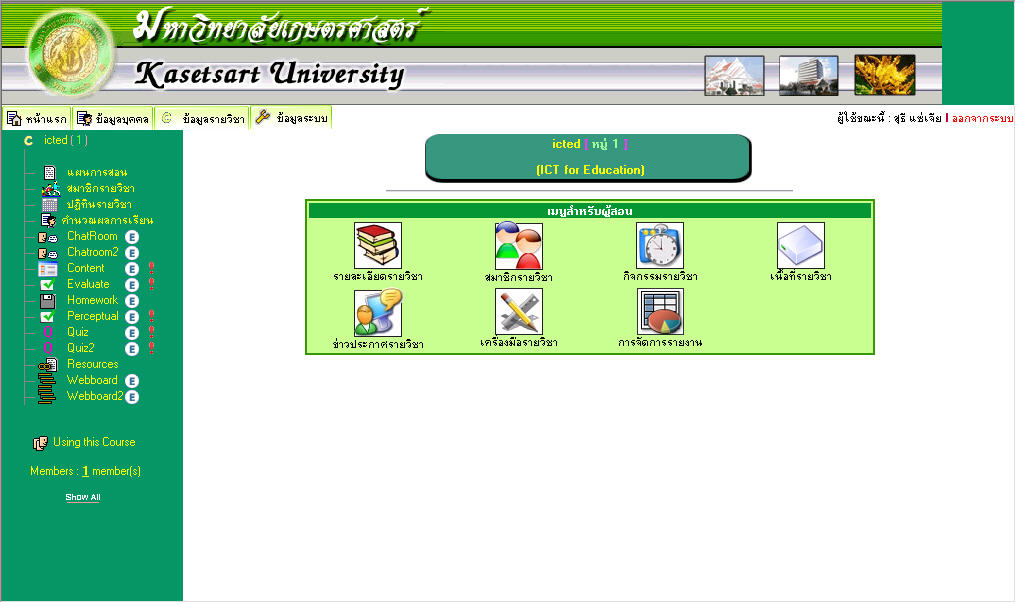 มหาวิทยาลัยเกษตรศาสตร์
Kasetsart University
หน้าแรก ข้อมูลบุคคล ข้อมูลรายวิชา ข้อมูลระบบ
ผู้ใช้ขณะนี้ : สุรี แซ่เจีย | ออกจากระบบ
icted ( 1 )
แผนการสอน
สมาชิกรายวิชา
ปฏิทินรายวิชา
คำนวณผลการเรียน
ChatRoom E
Chatroom2 E
Content E
Evaluate E
Homework E
Perceptual E
Quiz E
Quiz2 E
Resources
Webboard E
Webboard2 E
Using this Course
Members : 1 member(s)
Show All
icted | หมู่ 1 |
(ICT for Education)
เมนูสำหรับผู้สอน
รายละเอียดรายวิชา สมาชิกรายวิชา กิจกรรมรายวิชา เนื้อที่รายวิชา
ข่าวประกาศรายวิชา เครื่องมือรายวิชา การจัดการรายงาน